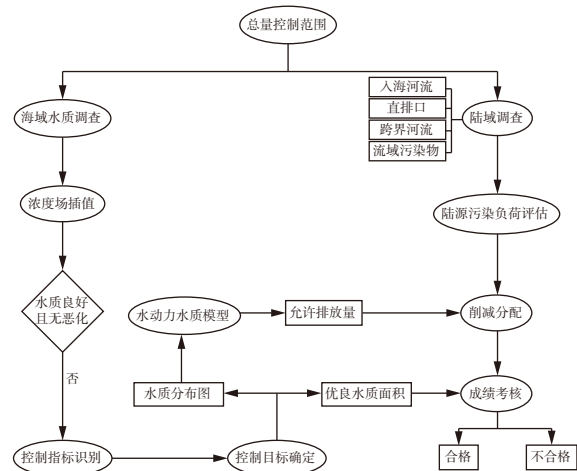 总量控制范围
入海河流
直排口
跨界河流
流域污染物
海域水质调查
陆域调查
浓度场插值
陆源污染负荷评估
水质良好
且无恶化
水动力水质模型
允许排放量
削减分配
否
水质分布图
优良水质面积
成绩考核
控制指标识别
控制目标确定
合格
不合格